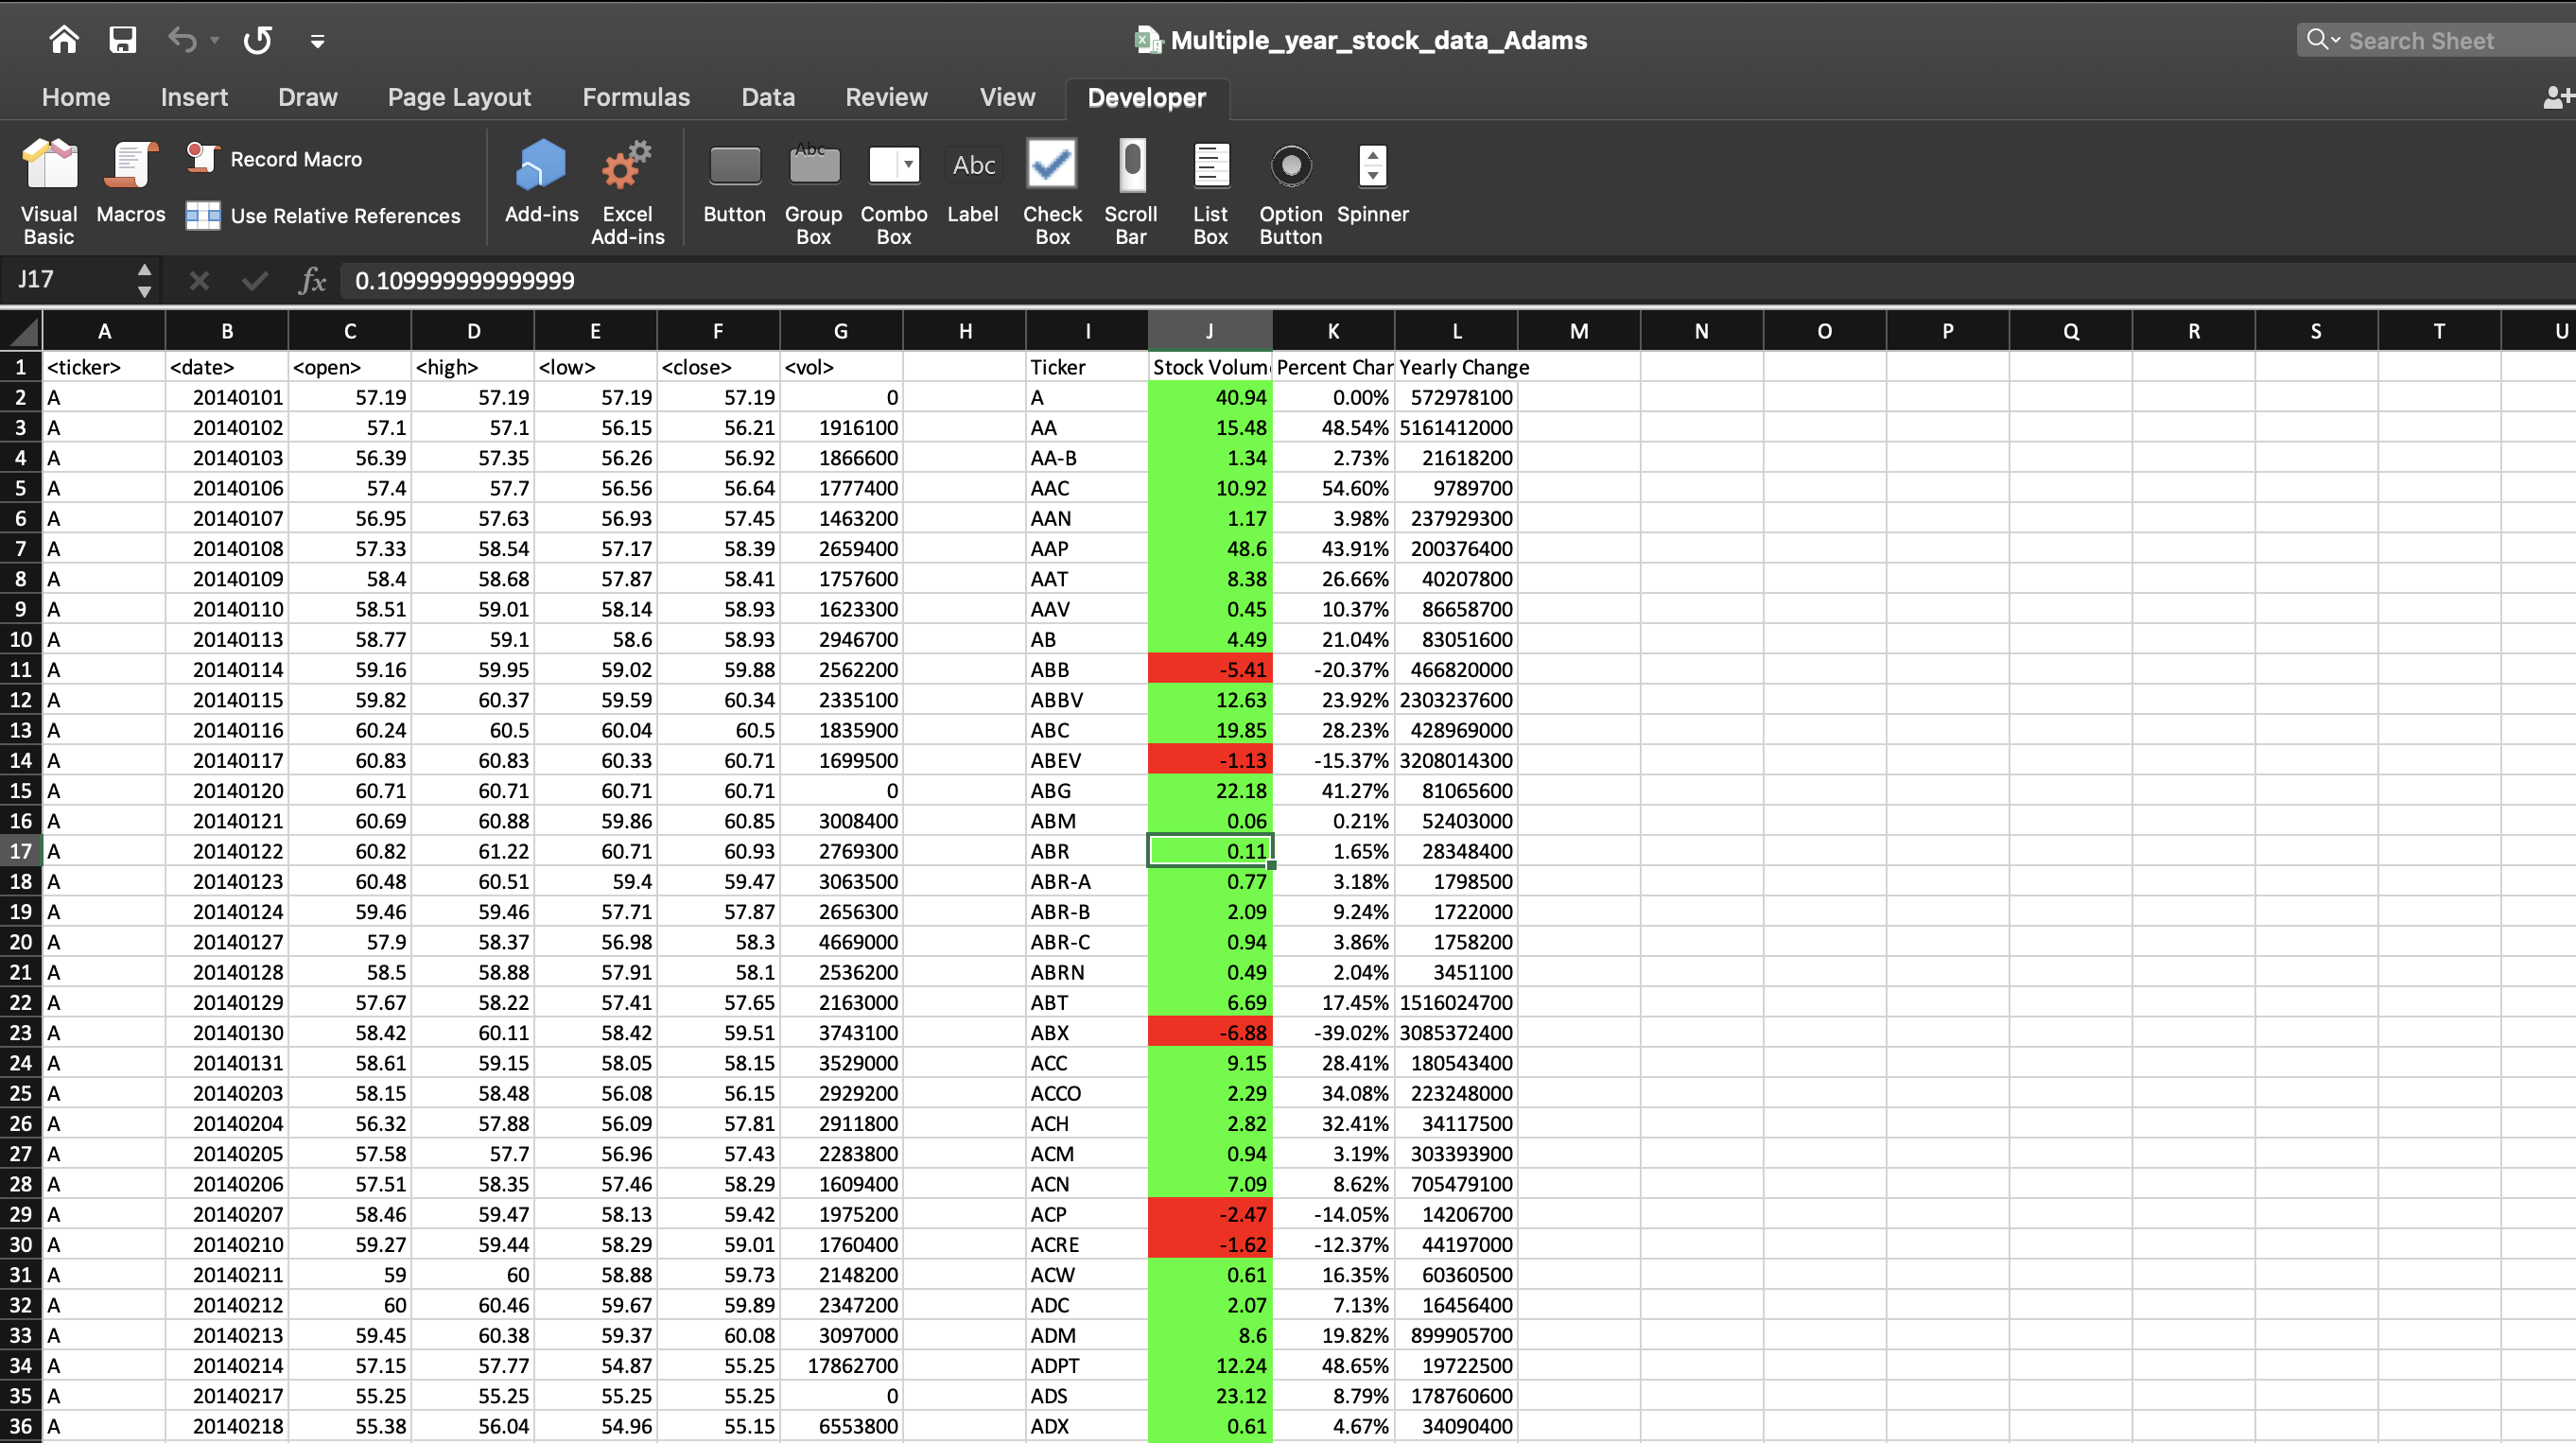 Multiple_year_stock_data_Adams
Search Sheet
Home Insert Draw Page Layout Formulas Data Review View Developer
Visual Basic Macros Record Macro Use Relative References Add-ins Excel Add-ins Button Abc Group Box Combo Box Abc Label Check Box Scroll Bar List Box Option Button Spinner
J17 fx 0.109999999999999
A B C D E F G H I J K L M N O P Q R S T U
1 <ticker> <date> <open> <high> <low> <close> <vol> Ticker Stock Volum Percent Char Yearly Change
2 A 20140101 57.19 57.19 57.19 57.19 0 A 40.94 0.00% 572978100
3 A 20140102 57.1 57.1 56.15 56.21 1916100 AA 15.48 48.54% 5161412000
4 A 20140103 56.39 57.35 56.26 56.92 1866600 AA-B 1.34 2.73% 21618200
5 A 20140106 57.4 57.7 56.56 56.64 1777400 AAC 10.92 54.60% 9789700
6 A 20140107 56.95 57.63 56.93 57.45 1463200 AAN 1.17 3.98% 237929300
7 A 20140108 57.33 58.54 57.17 58.39 2659400 AAP 48.6 43.91% 200376400
8 A 20140109 58.4 58.68 57.87 58.41 1757600 AAT 8.38 26.66% 40207800
9 A 20140110 58.51 59.01 58.14 58.93 1623300 AAV 0.45 10.37% 86658700
10 A 20140113 58.77 59.1 58.6 58.93 2946700 AB 4.49 21.04% 83051600
11 A 20140114 59.16 59.95 59.02 59.88 2562200 ABB -5.41 -20.37% 466820000
12 A 20140115 59.82 60.37 59.59 60.34 2335100 ABBV 12.63 23.92% 2303237600
13 A 20140116 60.24 60.5 60.04 60.5 1835900 ABC 19.85 28.23% 428969000
14 A 20140117 60.83 60.83 60.33 60.71 1699500 ABEV -1.13 -15.37% 3208014300
15 A 20140120 60.71 60.71 60.71 60.71 0 ABG 22.18 41.27% 81065600
16 A 20140121 60.69 60.88 59.86 60.85 3008400 ABM 0.06 0.21% 52403000
17 A 20140122 60.82 61.22 60.71 60.93 2769300 ABR 0.11 1.65% 28348400
18 A 20140123 60.48 60.51 59.4 59.47 3063500 ABR-A 0.77 3.18% 1798500
19 A 20140124 59.46 59.46 57.71 57.87 2656300 ABR-B 2.09 9.24% 1722000
20 A 20140127 57.9 58.37 56.98 58.3 4669000 ABR-C 0.94 3.86% 1758200
21 A 20140128 58.5 58.88 57.91 58.1 2536200 ABRN 0.49 2.04% 3451100
22 A 20140129 57.67 58.22 57.41 57.65 2163000 ABT 6.69 17.45% 1516024700
23 A 20140130 58.42 60.11 58.42 59.51 3743100 ABX -6.88 -39.02% 3085372400
24 A 20140131 58.61 59.15 58.05 58.15 3529000 ACC 9.15 28.41% 180543400
25 A 20140203 58.15 58.48 56.08 56.15 2929200 ACCO 2.29 34.08% 223248000
26 A 20140204 56.32 57.88 56.09 57.81 2911800 ACH 2.82 32.41% 34117500
27 A 20140205 57.58 57.7 56.96 57.43 2283800 ACM 0.94 3.19% 303393900
28 A 20140206 57.51 58.35 57.46 58.29 1609400 ACN 7.09 8.62% 705479100
29 A 20140207 58.46 59.47 58.13 59.42 1975200 ACP -2.47 -14.05% 14206700
30 A 20140210 59.27 59.44 58.29 59.01 1760400 ACRE -1.62 -12.37% 44197000
31 A 20140211 59 60 58.88 59.73 2148200 ACW 0.61 16.35% 60360500
32 A 20140212 60 60.46 59.67 59.89 2347200 ADC 2.07 7.13% 16456400
33 A 20140213 59.45 60.38 59.37 60.08 3097000 ADM 8.6 19.82% 899905700
34 A 20140214 57.15 57.77 54.87 55.25 17862700 ADPT 12.24 48.65% 19722500
35 A 20140217 55.25 55.25 55.25 55.25 0 ADS 23.12 8.79% 178760600
36 A 20140218 55.38 56.04 54.96 55.15 6553800 ADX 0.61 4.67% 34090400